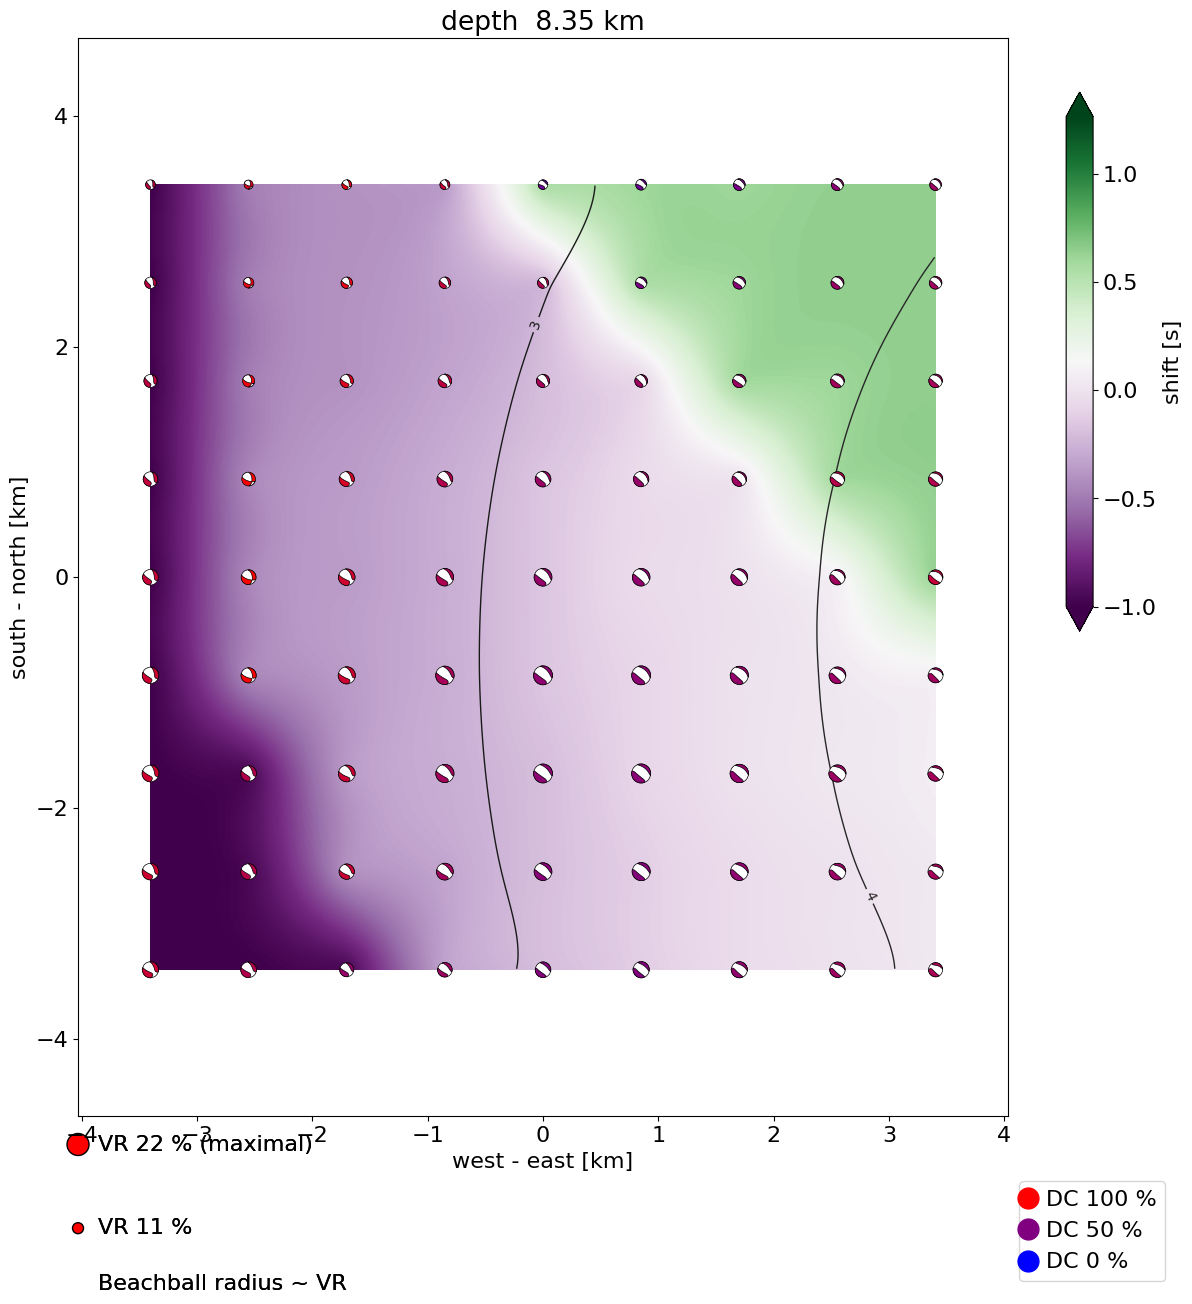 depth  8.35 km
4
2
0
−2
−4
south - north [km]
3
4
−4
−3
−2
−1
0
1
2
3
4
west - east [km]
1.0
0.5
0.0
−0.5
−1.0
shift [s]
VR 22 % (maximal)
VR 11 %
Beachball radius ~ VR
DC 100 %
DC 50 %
DC 0 %